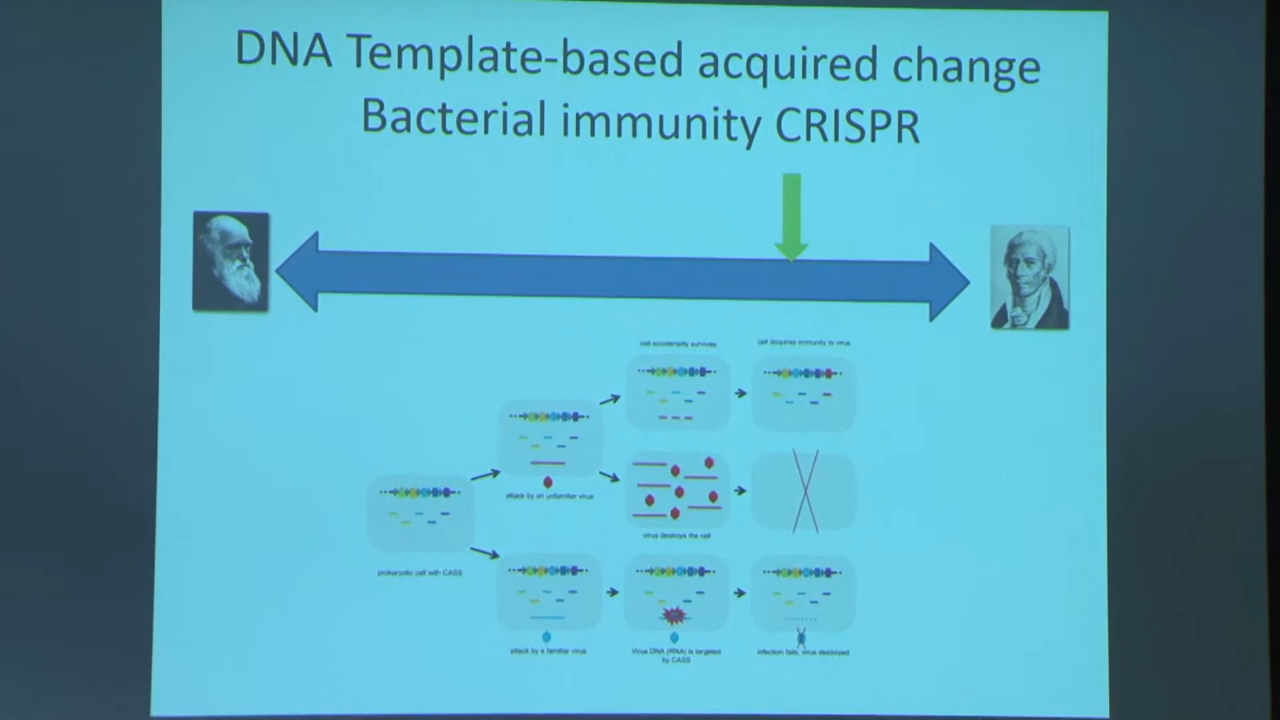 DNA Template-based acquired change
Bacterial immunity CRISPR
cell accidentally survives
cell acquires immunity to virus
attack by an unfamiliar virus
virus destroys the cell
prokaryotic cell with CASS
attack by a familiar virus
Virus DNA (RNA) is targeted
by CASS
infection fails, virus destroyed